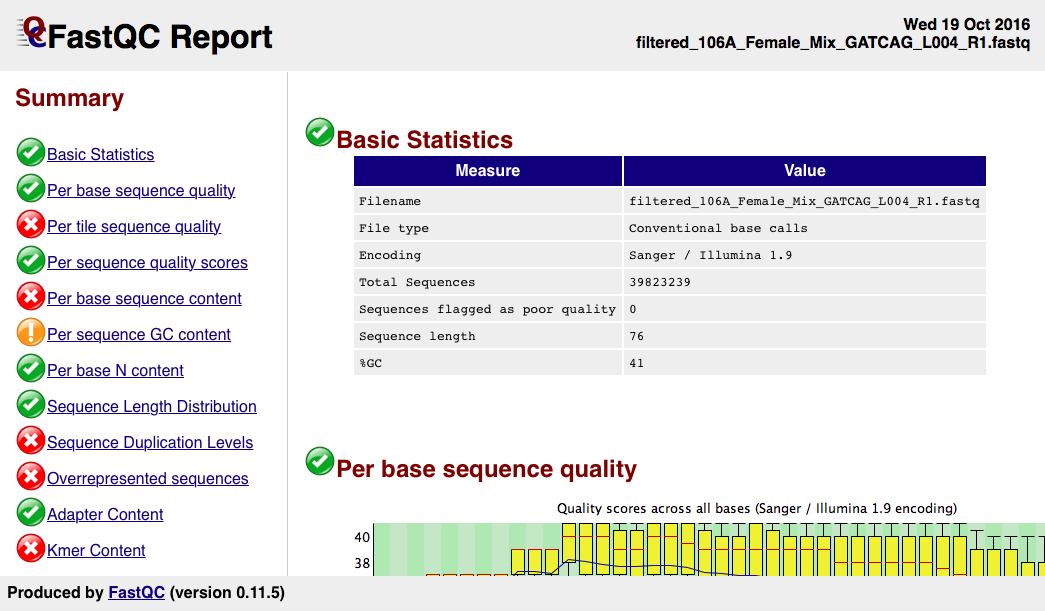 FastQC Report
Wed 19 Oct 2016
filtered_106A_Female_Mix_GATCAG_L004_R1.fastq
Summary
Basic Statistics
Per base sequence quality
Per tile sequence quality
Per sequence quality scores
Per base sequence content
Per sequence GC content
Per base N content
Sequence Length Distribution
Sequence Duplication Levels
Overrepresented sequences
Adapter Content
Kmer Content
Basic Statistics
Measure Value
Filename filtered_106A_Female_Mix_GATCAG_L004_R1.fastq
File type Conventional base calls
Encoding Sanger / Illumina 1.9
Total Sequences 39823239
Sequences flagged as poor quality 0
Sequence length 76
%GC 41
Per base sequence quality
Quality scores across all bases (Sanger / Illumina 1.9 encoding)
40
38
Produced by FastQC (version 0.11.5)